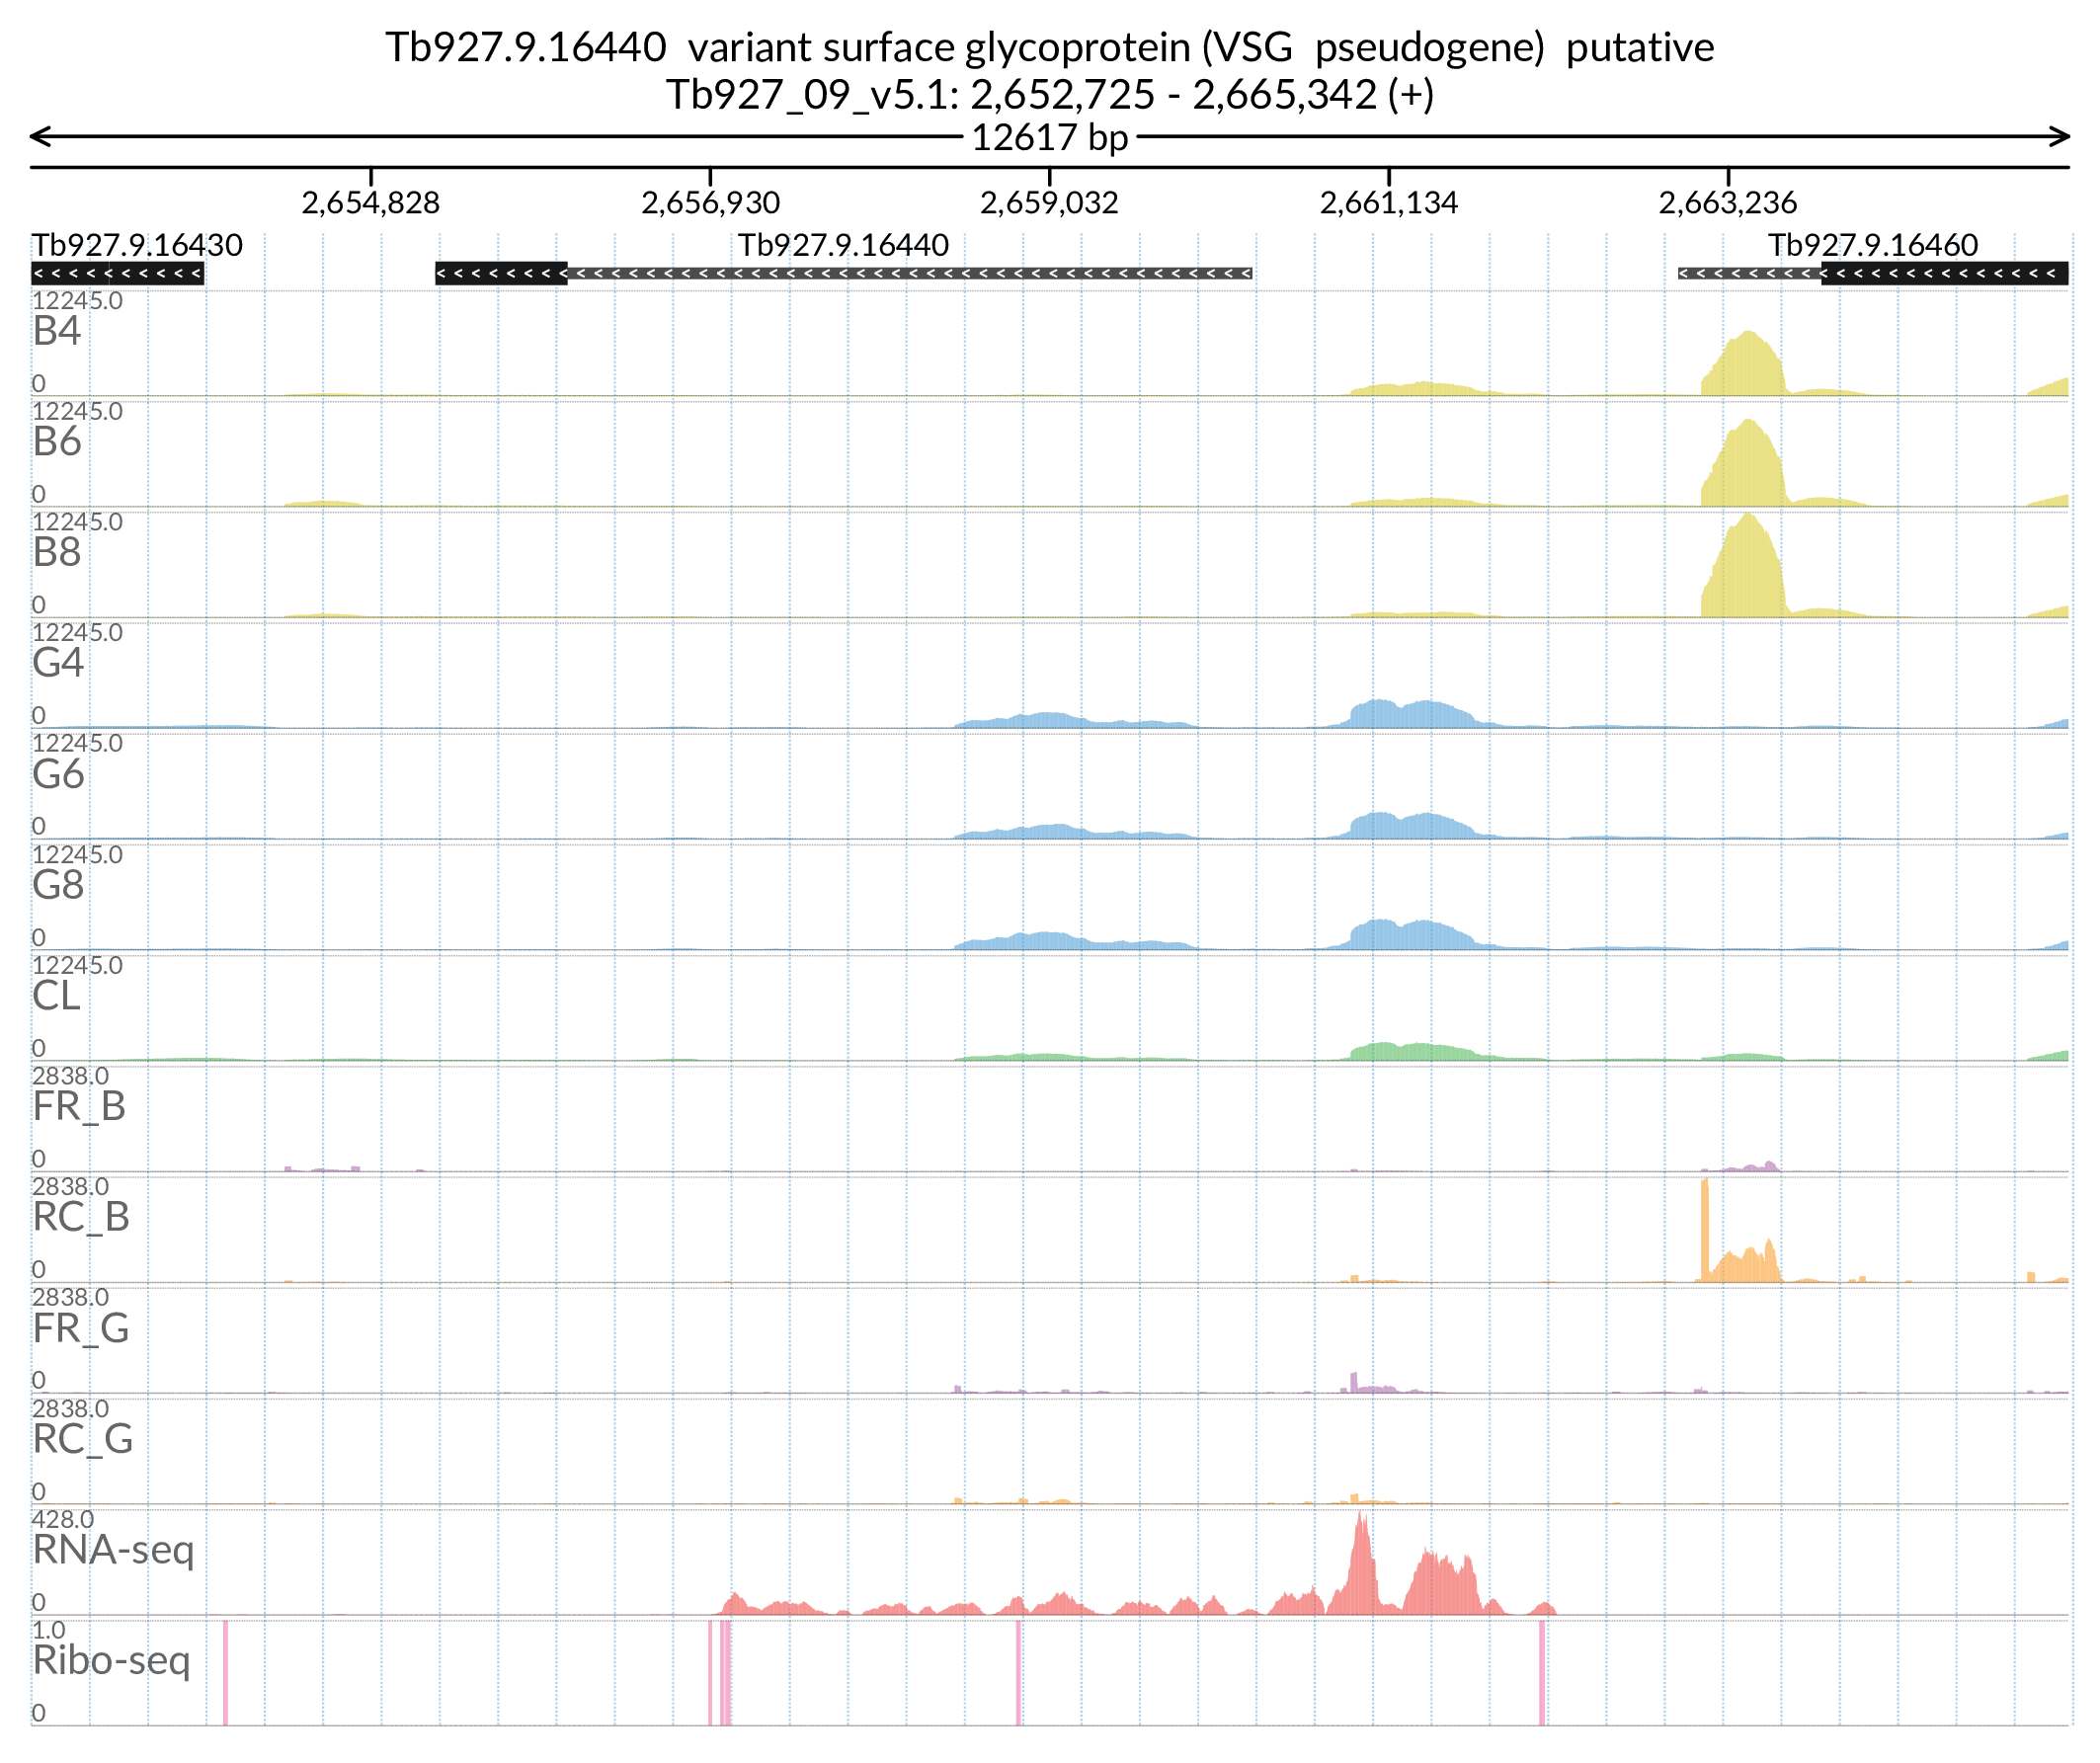 Tb927.9.16440 variant surface glycoprotein (VSG pseudogene) putative
Tb927_09_v5.1: 2,652,725 - 2,665,342 (+)
12617 bp
2,654,828 2,656,930 2,659,032 2,661,134 2,663,236
Tb927.9.16430 Tb927.9.16440 Tb927.9.16460
12245.0
B4
0
12245.0
B6
0
12245.0
B8
0
12245.0
G4
0
12245.0
G6
0
12245.0
G8
0
12245.0
CL
0
2838.0
FR_B
0
2838.0
RC_B
0
2838.0
FR_G
0
2838.0
RC_G
0
428.0
RNA-seq
0
1.0
Ribo-seq
0